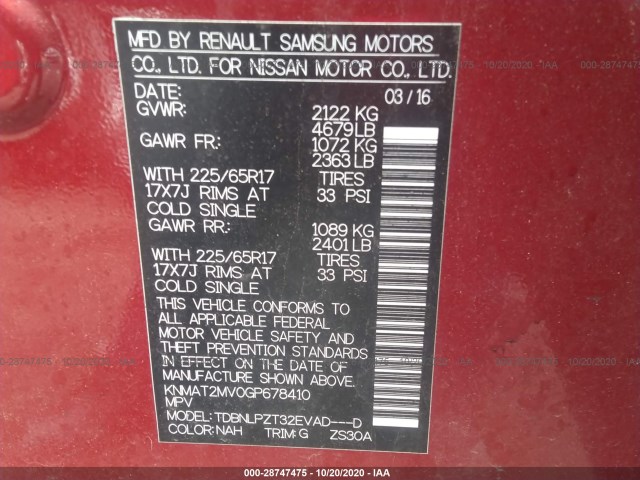 MFD BY RENAULT SAMSUNG MOTORS
CO., LTD. FOR NISSAN MOTOR CO., LTD.
DATE: 03/16
GVWR: 2122 KG
4679LB
GAWR FR: 1072 KG
2363LB
WITH 225/65R17 TIRES
17X7J RIMS AT 33 PSI
COLD SINGLE
GAWR RR: 1089 KG
2401LB
WITH 225/65R17 TIRES
17X7J RIMS AT 33 PSI
COLD SINGLE
THIS VEHICLE CONFORMS TO
ALL APPLICABLE FEDERAL
MOTOR VEHICLE SAFETY AND
THEFT PREVENTION STANDARDS
IN EFFECT ON THE DATE OF
MANUFACTURE SHOWN ABOVE.
KNMAT2MV0GP678410
MPV
MODEL: TDBNLPZT32EVAD---D
COLOR: NAH TRIM: G ZS30A
000-28747475 - 10/20/2020 - IAA